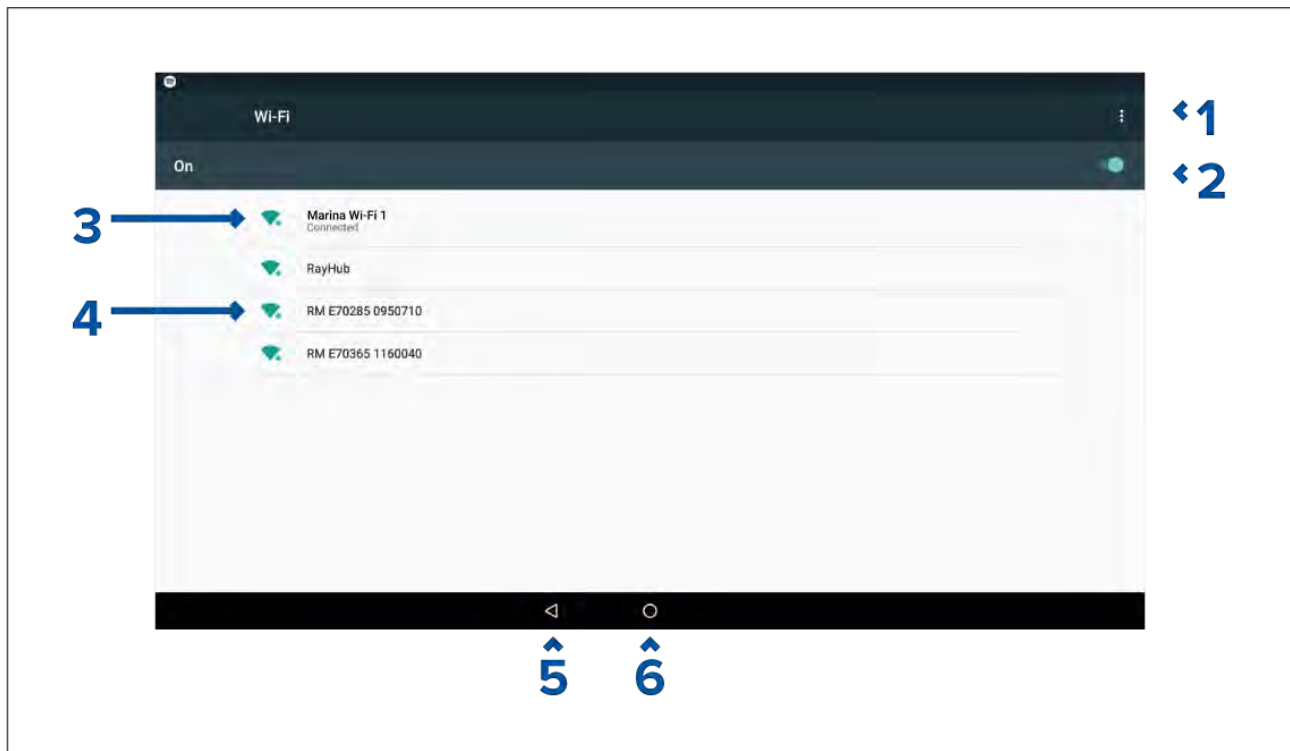 Wi-Fi
1
On
2
3
Marina Wi-Fi 1
Connected
RayHub
4
RM E70285 0950710
RM E70365 1160040
5 6